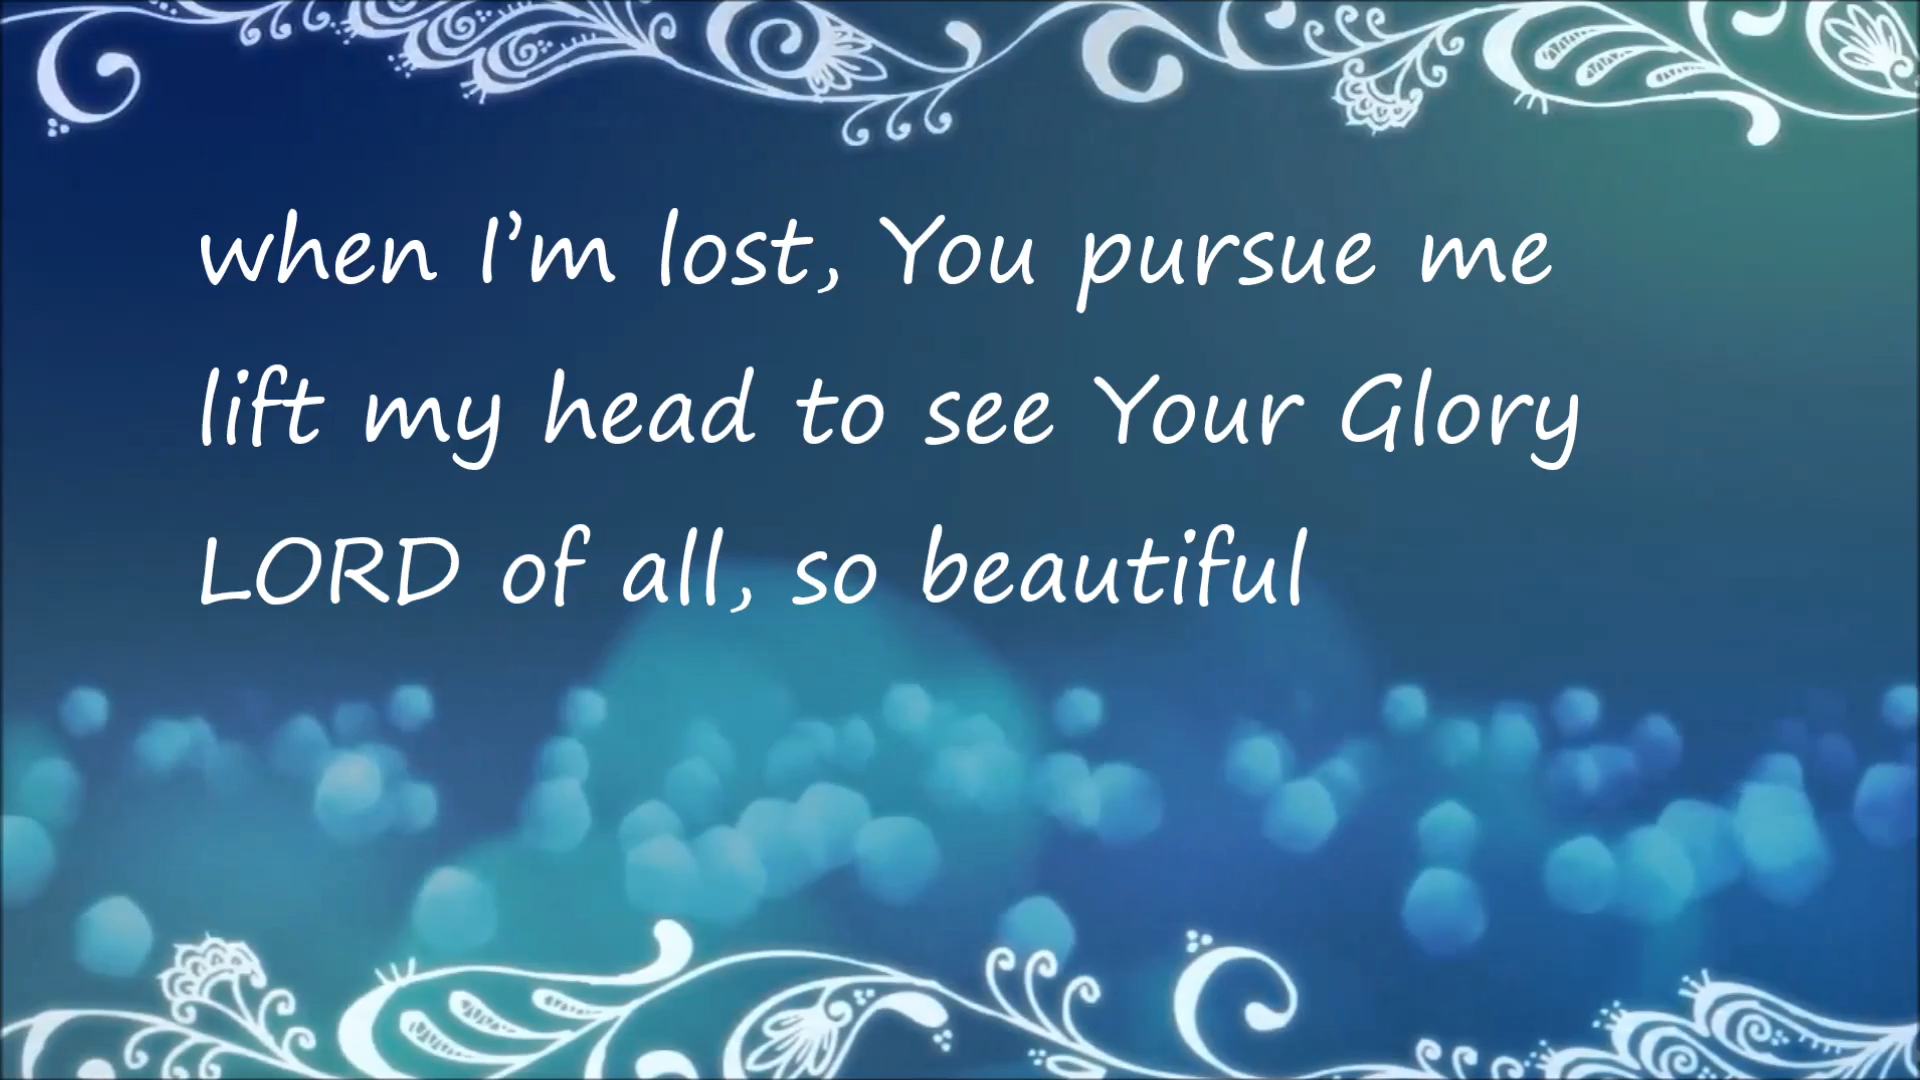 when I’m lost, You pursue me
lift my head to see Your Glory
LORD of all, so beautiful